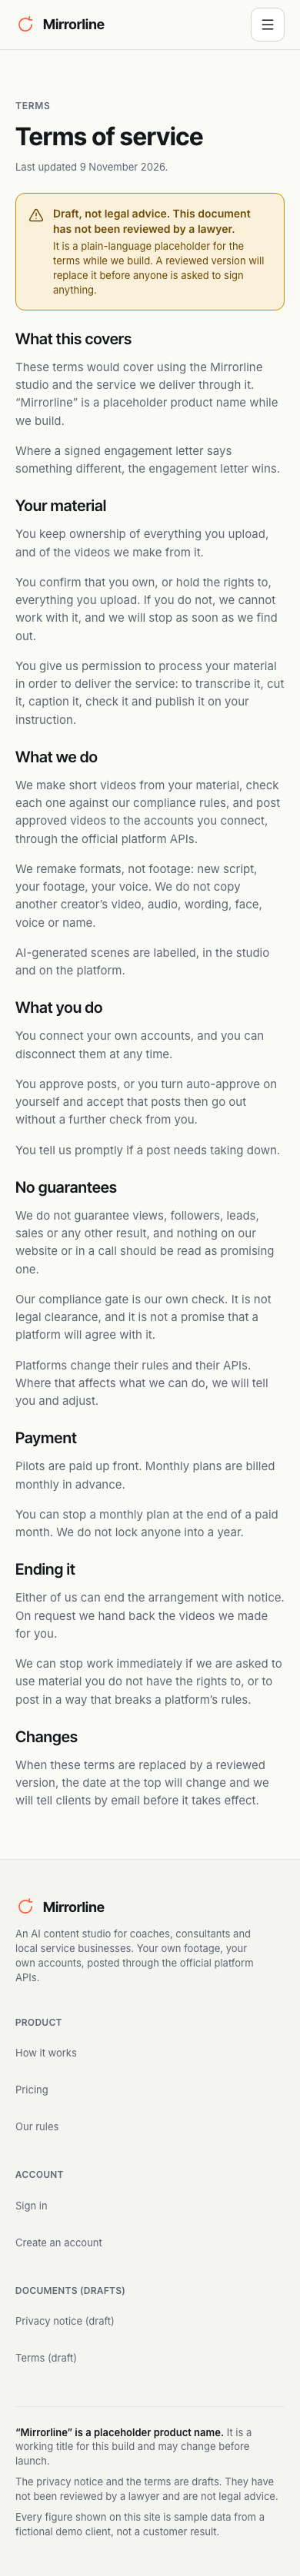 Mirrorline
TERMS
Terms of service
Last updated 9 November 2026.
Draft, not legal advice. This document
has not been reviewed by a lawyer.
It is a plain-language placeholder for the
terms while we build. A reviewed version will
replace it before anyone is asked to sign
anything.
What this covers
These terms would cover using the Mirrorline
studio and the service we deliver through it.
“Mirrorline” is a placeholder product name while
we build.
Where a signed engagement letter says
something different, the engagement letter wins.
Your material
You keep ownership of everything you upload,
and of the videos we make from it.
You confirm that you own, or hold the rights to,
everything you upload. If you do not, we cannot
work with it, and we will stop as soon as we find
out.
You give us permission to process your material
in order to deliver the service: to transcribe it, cut
it, caption it, check it and publish it on your
instruction.
What we do
We make short videos from your material, check
each one against our compliance rules, and post
approved videos to the accounts you connect,
through the official platform APIs.
We remake formats, not footage: new script,
your footage, your voice. We do not copy
another creator’s video, audio, wording, face,
voice or name.
AI-generated scenes are labelled, in the studio
and on the platform.
What you do
You connect your own accounts, and you can
disconnect them at any time.
You approve posts, or you turn auto-approve on
yourself and accept that posts then go out
without a further check from you.
You tell us promptly if a post needs taking down.
No guarantees
We do not guarantee views, followers, leads,
sales or any other result, and nothing on our
website or in a call should be read as promising
one.
Our compliance gate is our own check. It is not
legal clearance, and it is not a promise that a
platform will agree with it.
Platforms change their rules and their APIs.
Where that affects what we can do, we will tell
you and adjust.
Payment
Pilots are paid up front. Monthly plans are billed
monthly in advance.
You can stop a monthly plan at the end of a paid
month. We do not lock anyone into a year.
Ending it
Either of us can end the arrangement with notice.
On request we hand back the videos we made
for you.
We can stop work immediately if we are asked to
use material you do not have the rights to, or to
post in a way that breaks a platform’s rules.
Changes
When these terms are replaced by a reviewed
version, the date at the top will change and we
will tell clients by email before it takes effect.
Mirrorline
An AI content studio for coaches, consultants and
local service businesses. Your own footage, your
own accounts, posted through the official platform
APIs.
PRODUCT
How it works
Pricing
Our rules
ACCOUNT
Sign in
Create an account
DOCUMENTS (DRAFTS)
Privacy notice (draft)
Terms (draft)
“Mirrorline” is a placeholder product name. It is a
working title for this build and may change before
launch.
The privacy notice and the terms are drafts. They have
not been reviewed by a lawyer and are not legal advice.
Every figure shown on this site is sample data from a
fictional demo client, not a customer result.